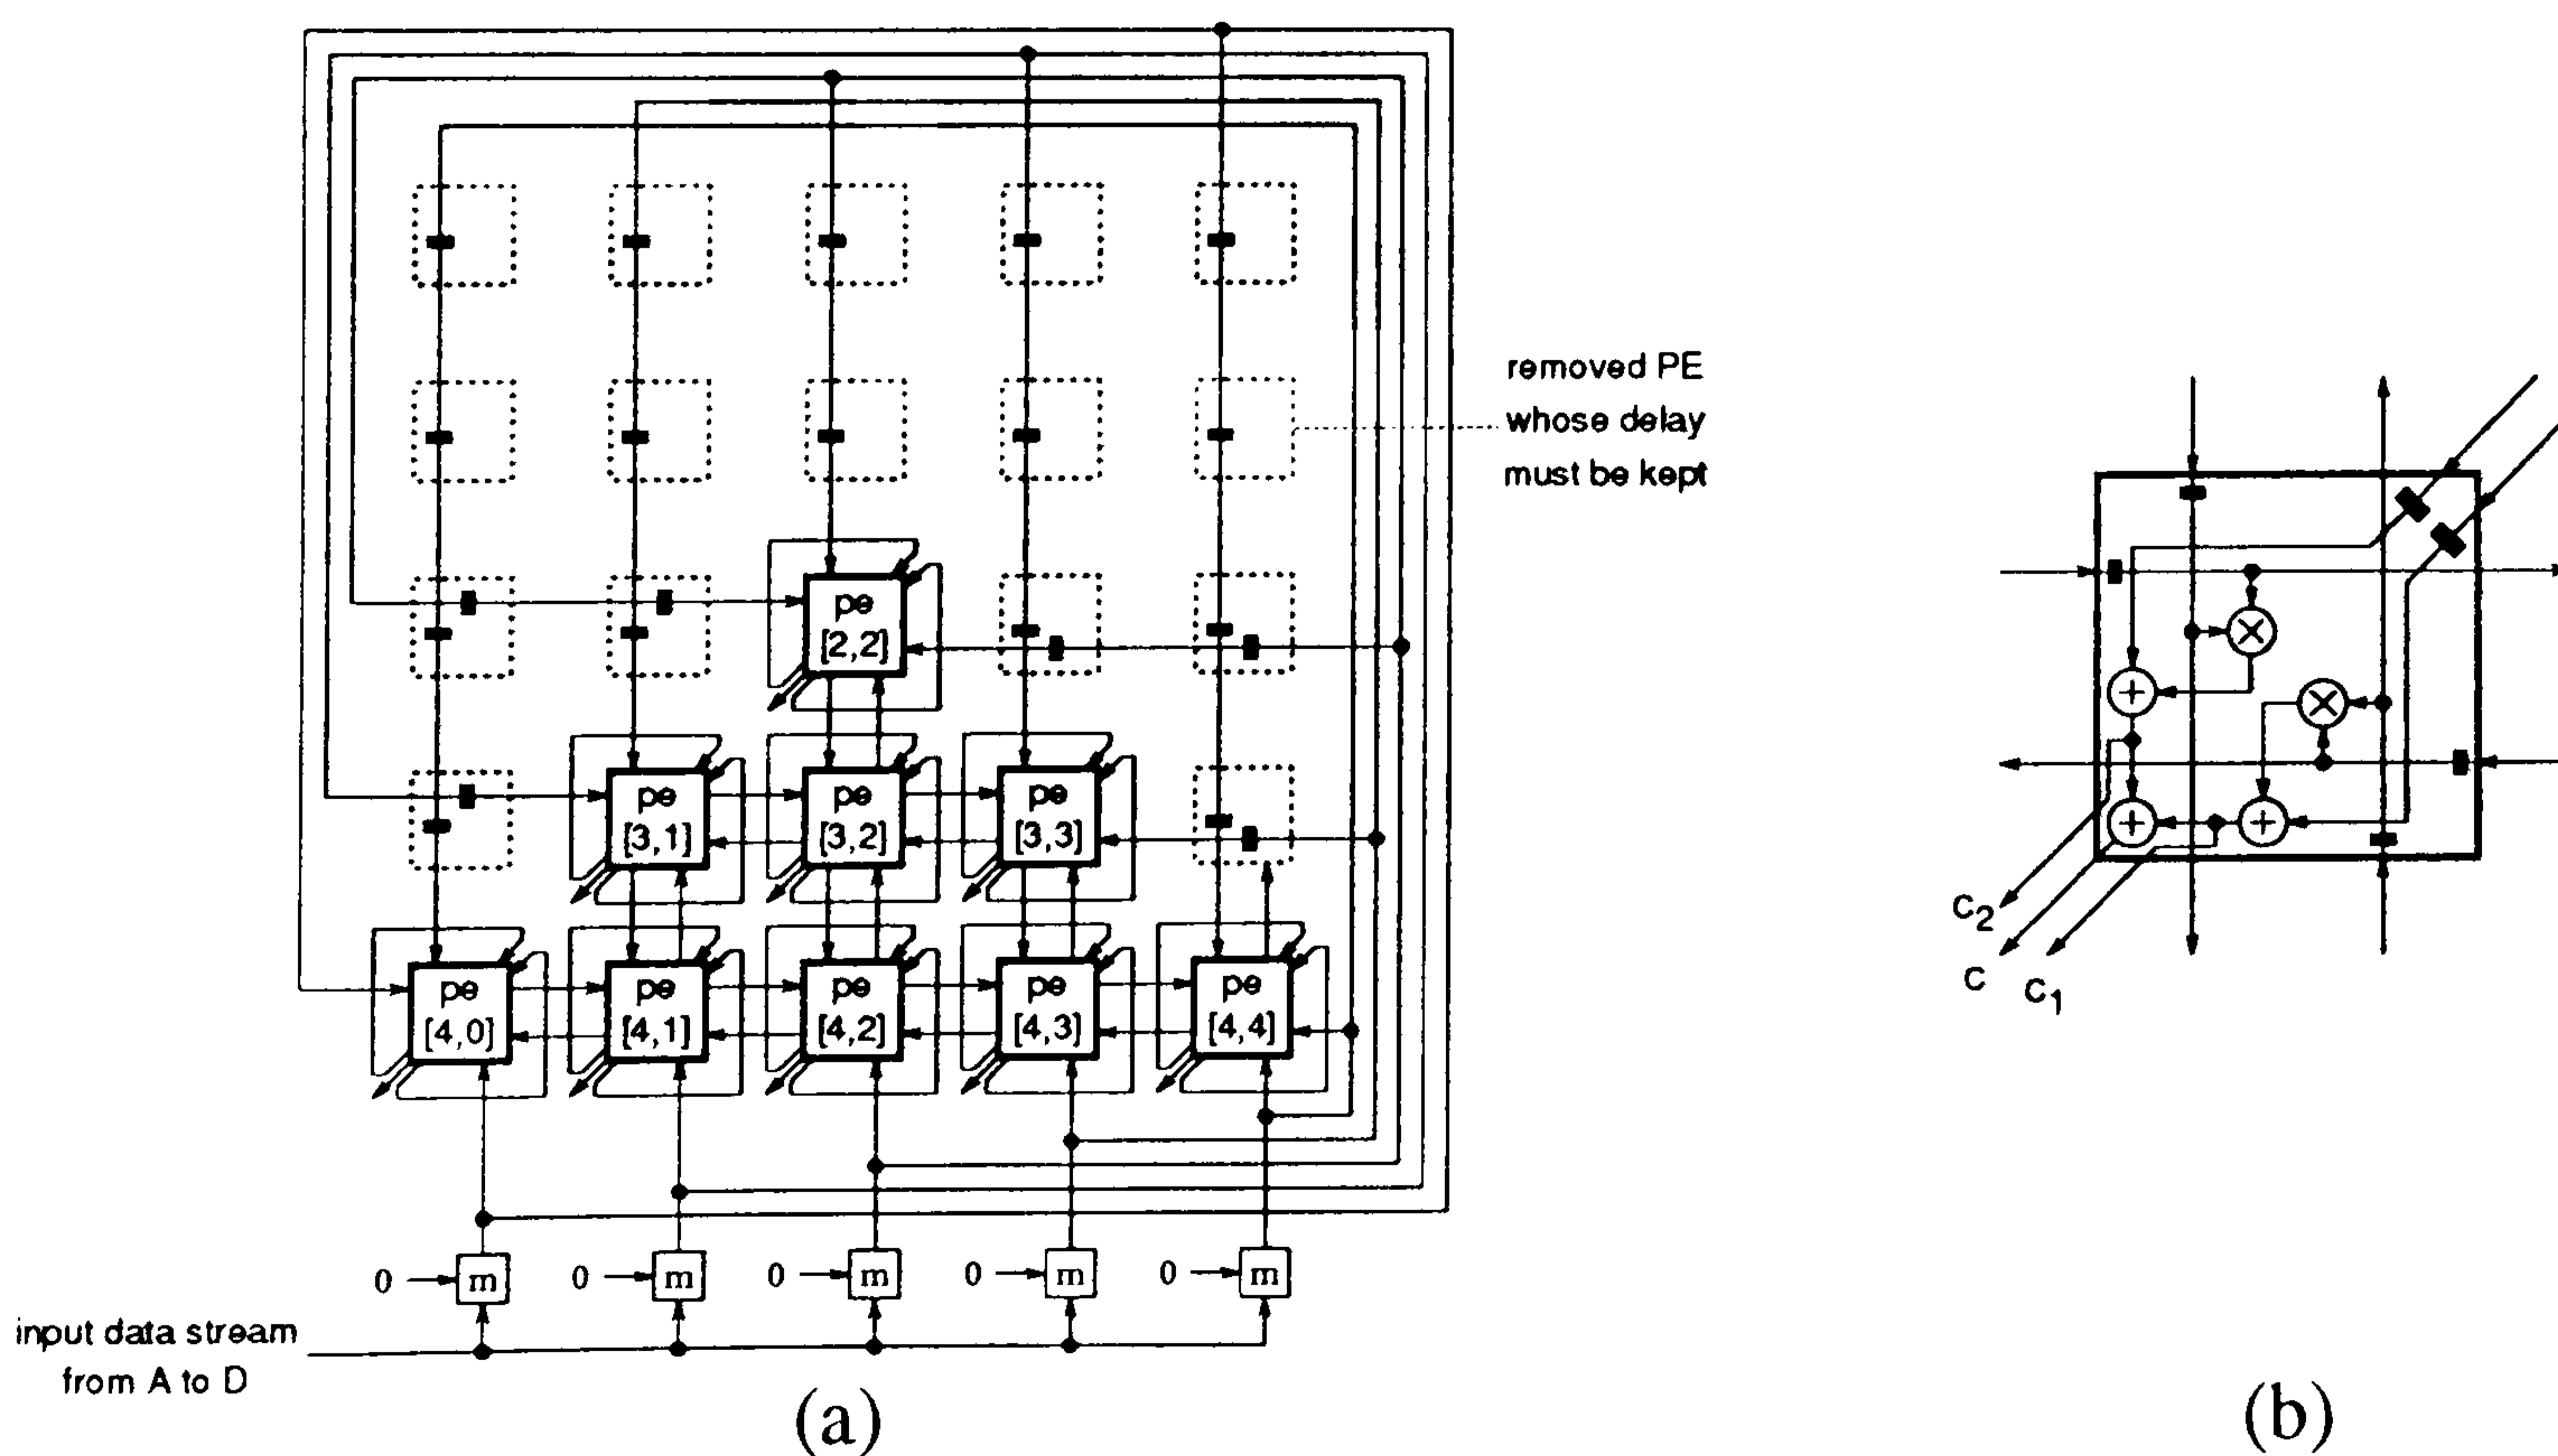 removed PE
whose delay
must be kept
pe
[2,2]
pe
[3,1]
pe
[3,2]
pe
[3,3]
pe
[4,0]
pe
[4,1]
pe
[4,2]
pe
[4,3]
pe
[4,4]
0 m 0 m 0 m 0 m 0 m
input data stream
from A to D
(a)
c2
c
c1
(b)